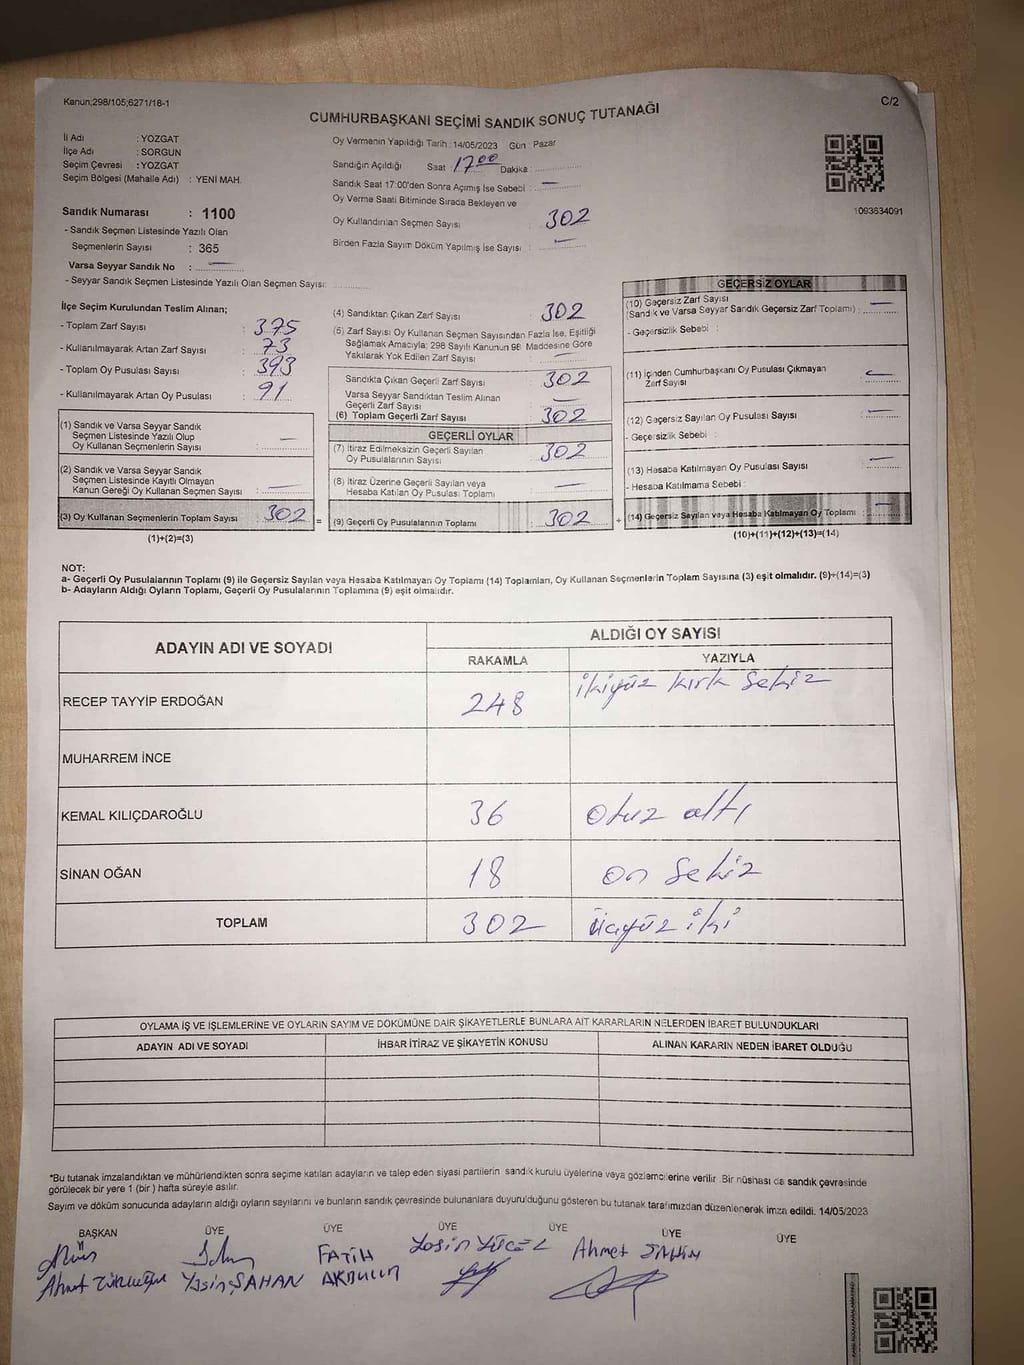 Kanun;298/105;6271/18-1
C/2
CUMHURBAŞKANI SEÇİMİ SANDIK SONUÇ TUTANAĞI
İl Adı : YOZGAT
İlçe Adı : SORGUN
Seçim Çevresi : YOZGAT
Seçim Bölgesi (Mahalle Adı) : YENİ MAH.
Sandık Numarası : 1100
- Sandık Seçmen Listesinde Yazılı Olan
Seçmenlerin Sayısı : 365
Varsa Seyyar Sandık No : —
- Seyyar Sandık Seçmen Listesinde Yazılı Olan Seçmen Sayısı:
Oy Vermenin Yapıldığı Tarih : 14/05/2023 Gün : Pazar
Sandığın Açıldığı Saat : 17 00 Dakika :
Sandık Saat 17:00'den Sonra Açımış İse Sebebi : —
Oy Verme Saati Bitiminde Sırada Bekleyen ve
Oy Kullandırılan Seçmen Sayısı : 302
Birden Fazla Sayım Döküm Yapılmış İse Sayısı : —
1093634091
İlçe Seçim Kurulundan Teslim Alınan;
- Toplam Zarf Sayısı : 375
- Kullanılmayarak Artan Zarf Sayısı : 73
- Toplam Oy Pusulası Sayısı : 393
- Kullanılmayarak Artan Oy Pusulası : 91
(1) Sandık ve Varsa Seyyar Sandık
Seçmen Listesinde Yazılı Olup
Oy Kullanan Seçmenlerin Sayısı : —
(2) Sandık ve Varsa Seyyar Sandık
Seçmen Listesinde Kayıtlı Olmayan
Kanun Gereği Oy Kullanan Seçmen Sayısı : —
(3) Oy Kullanan Seçmenlerin Toplam Sayısı : 302
(1)+(2)=(3)
(4) Sandıktan Çıkan Zarf Sayısı : 302
(5) Zarf Sayısı Oy Kullanan Seçmen Sayısından Fazla İse, Eşitliği
Sağlamak Amacıyla; 298 Sayılı Kanunun 98. Maddesine Göre
Yakılarak Yok Edilen Zarf Sayısı : —
Sandıkta Çıkan Geçerli Zarf Sayısı : 302
Varsa Seyyar Sandıktan Teslim Alınan
Geçerli Zarf Sayısı : —
(6) Toplam Geçerli Zarf Sayısı : 302
GEÇERLİ OYLAR
(7) İtiraz Edilmeksizin Geçerli Sayılan
Oy Pusulalarının Sayısı : 302
(8) İtiraz Üzerine Geçerli Sayılan veya
Hesaba Katılan Oy Pusulası Toplamı : —
= (9) Geçerli Oy Pusulalarının Toplamı : 302
GEÇERSİZ OYLAR
(10) Geçersiz Zarf Sayısı
(Sandık ve Varsa Seyyar Sandık Geçersiz Zarf Toplamı) : —
- Geçersizlik Sebebi :
(11) İçinden Cumhurbaşkanı Oy Pusulası Çıkmayan
Zarf Sayısı : —
(12) Geçersiz Sayılan Oy Pusulası Sayısı : —
- Geçersizlik Sebebi :
(13) Hesaba Katılmayan Oy Pusulası Sayısı : —
- Hesaba Katılmama Sebebi :
+ (14) Geçersiz Sayılan veya Hesaba Katılmayan Oy Toplamı : —
(10)+(11)+(12)+(13)=(14)
NOT:
a- Geçerli Oy Pusulalarının Toplamı (9) ile Geçersiz Sayılan veya Hesaba Katılmayan Oy Toplamı (14) Toplamları, Oy Kullanan Seçmenlerin Toplam Sayısına (3) eşit olmalıdır. (9)+(14)=(3)
b- Adayların Aldığı Oyların Toplamı, Geçerli Oy Pusulalarının Toplamına (9) eşit olmalıdır.
ADAYIN ADI VE SOYADI
ALDIĞI OY SAYISI
RAKAMLA YAZIYLA
RECEP TAYYİP ERDOĞAN 248 ikiyüz kırk sekiz
MUHARREM İNCE
KEMAL KILIÇDAROĞLU 36 otuz altı
SİNAN OĞAN 18 on sekiz
TOPLAM 302 üçyüz iki
OYLAMA İŞ VE İŞLEMLERİNE VE OYLARIN SAYIM VE DÖKÜMÜNE DAİR ŞİKAYETLERLE BUNLARA AİT KARARLARIN NELERDEN İBARET BULUNDUKLARI
ADAYIN ADI VE SOYADI İHBAR İTİRAZ VE ŞİKAYETİN KONUSU ALINAN KARARIN NEDEN İBARET OLDUĞU
*Bu tutanak imzalandıktan ve mühürlendikten sonra seçime katılan adayların ve talep eden siyasi partilerin sandık kurulu üyelerine veya gözlemcilerine verilir. Bir nüshası da sandık çevresinde
görülecek bir yere 1 (bir) hafta süreyle asılır.
Sayım ve döküm sonucunda adayların aldığı oyların sayılarını ve bunların sandık çevresinde bulunanlara duyurulduğunu gösteren bu tutanak tarafımızdan düzenlenerek imza edildi. 14/05/2023
BAŞKAN ÜYE ÜYE ÜYE ÜYE ÜYE ÜYE
Ahmet
Yasin ŞAHAN
FATİH
AKBULUT
Yasin YÜCEL
Ahmet ŞAHİN